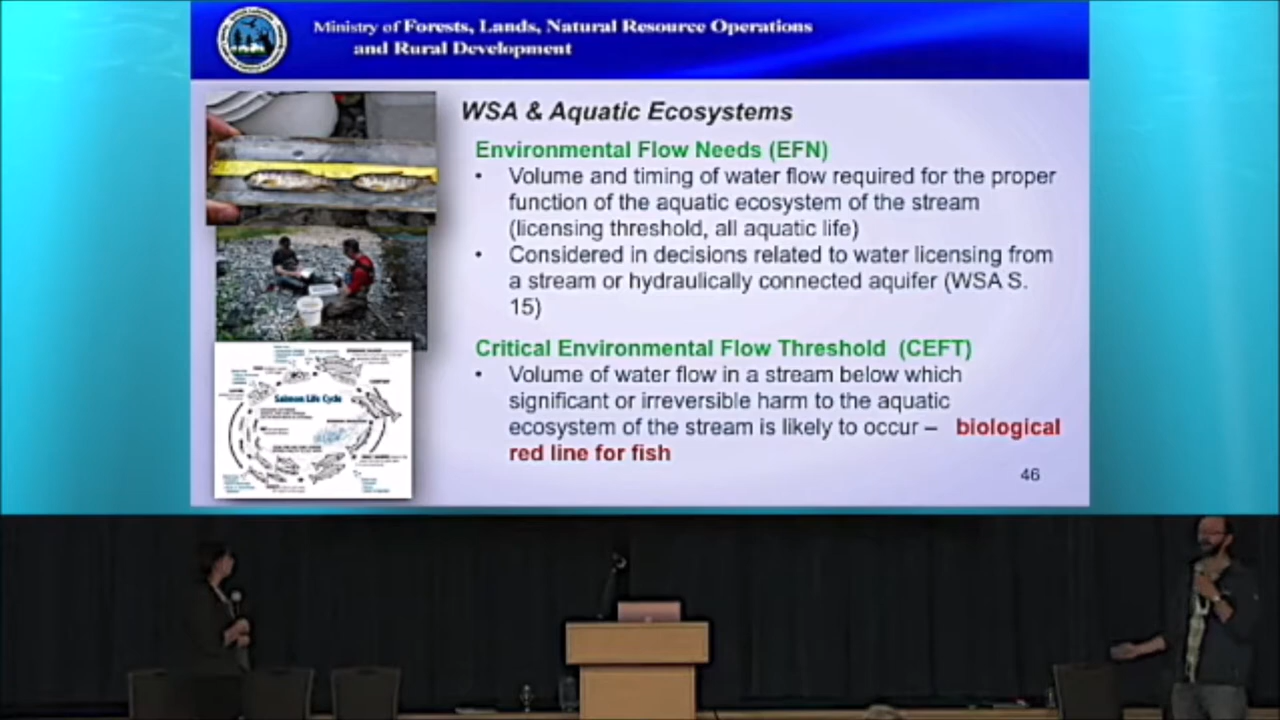 Ministry of Forests, Lands, Natural Resource Operations
and Rural Development
WSA & Aquatic Ecosystems
Environmental Flow Needs (EFN)
• Volume and timing of water flow required for the proper
function of the aquatic ecosystem of the stream
(licensing threshold, all aquatic life)
• Considered in decisions related to water licensing from
a stream or hydraulically connected aquifer (WSA S.
15)
Critical Environmental Flow Threshold (CEFT)
• Volume of water flow in a stream below which
significant or irreversible harm to the aquatic
ecosystem of the stream is likely to occur – biological
red line for fish
46
Salmon Life Cycle